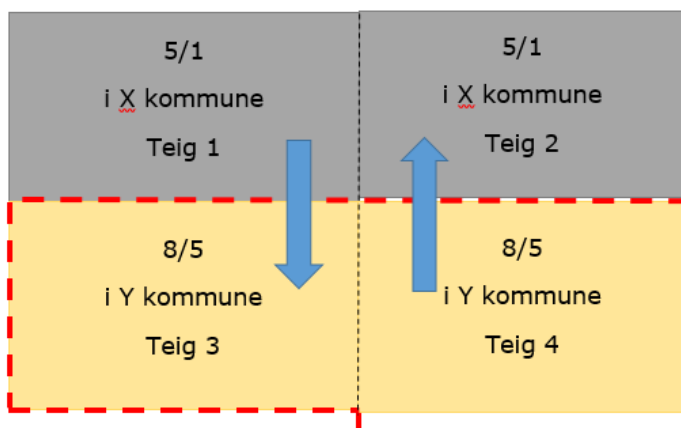 5/1
i X kommune
Teig 1
5/1
i X kommune
Teig 2
8/5
i Y kommune
Teig 3
8/5
i Y kommune
Teig 4